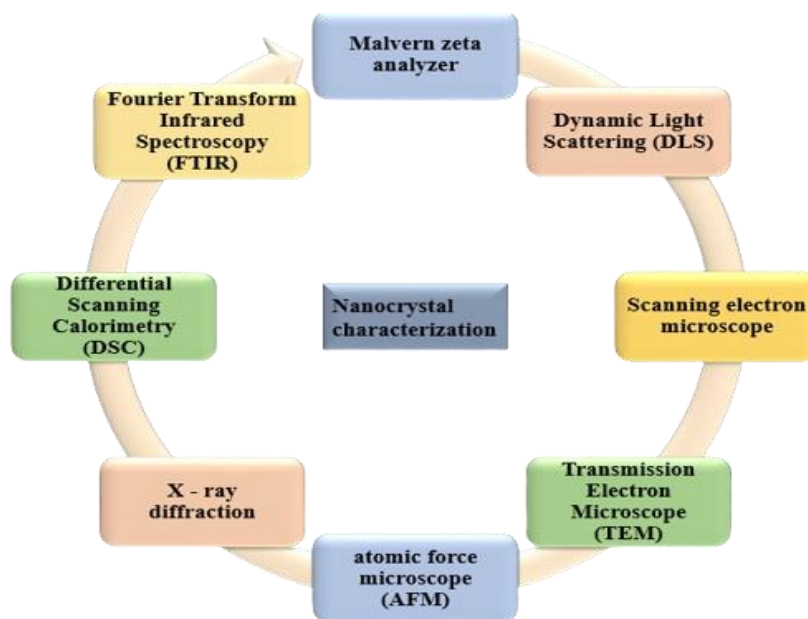 Malvern zeta
analyzer
Fourier Transform
Infrared
Spectroscopy
(FTIR)
Dynamic Light
Scattering (DLS)
Differential
Scanning
Calorimetry
(DSC)
Nanocrystal
characterization
Scanning electron
microscope
X - ray
diffraction
Transmission
Electron
Microscope
(TEM)
atomic force
microscope
(AFM)